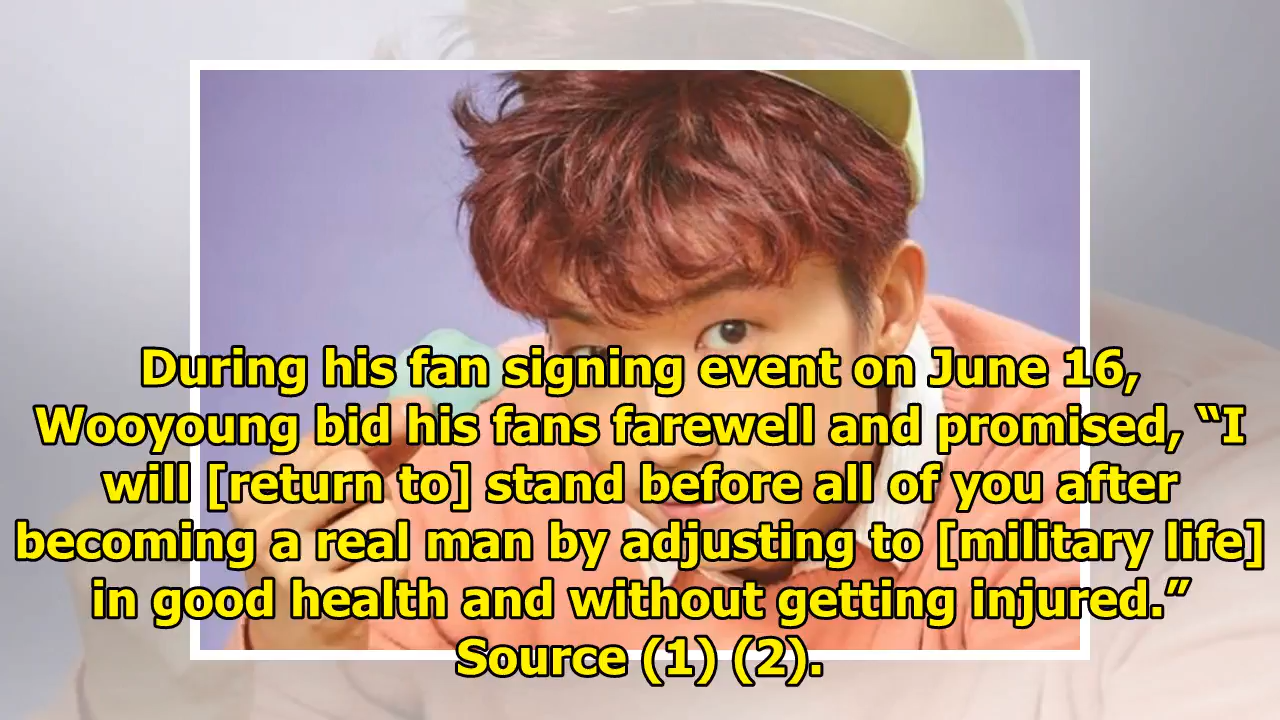 During his fan signing event on June 16,
Wooyoung bid his fans farewell and promised, “I
will [return to] stand before all of you after
becoming a real man by adjusting to [military life]
in good health and without getting injured.”
Source (1) (2).